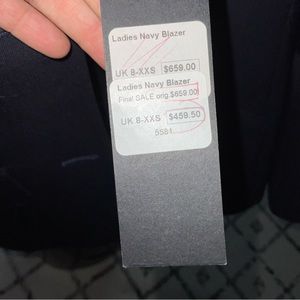 Ladies Navy Blazer
UK 8-XXS $659.00
Ladies Navy Blazer
Final SALE orig.$659.00
UK 8-XXS $459.50
5581